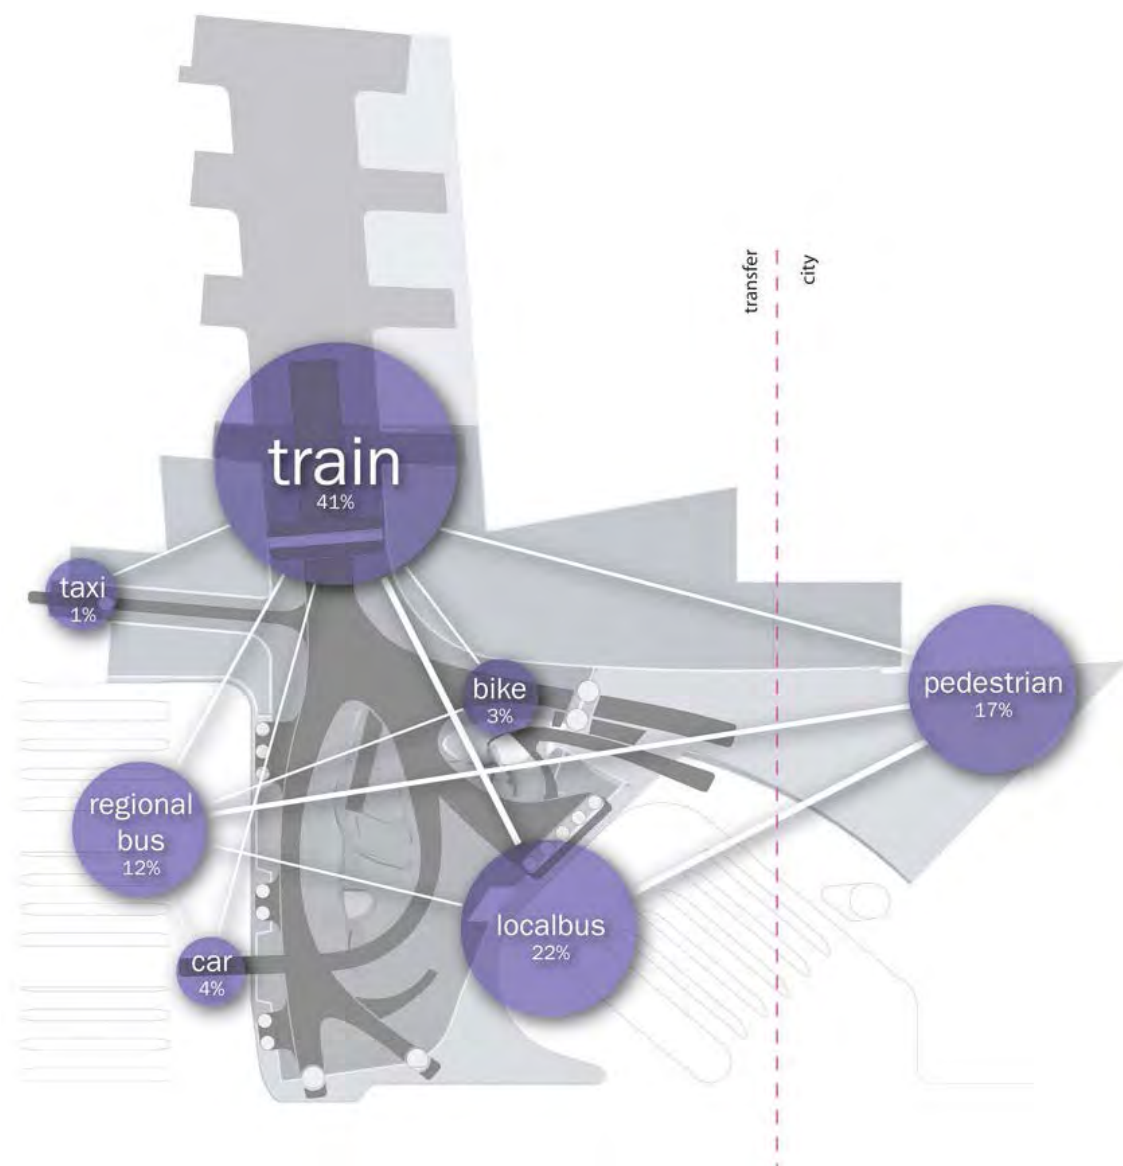 transfer
city
train
41%
taxi
1%
bike
3%
pedestrian
17%
regional
bus
12%
localbus
22%
car
4%